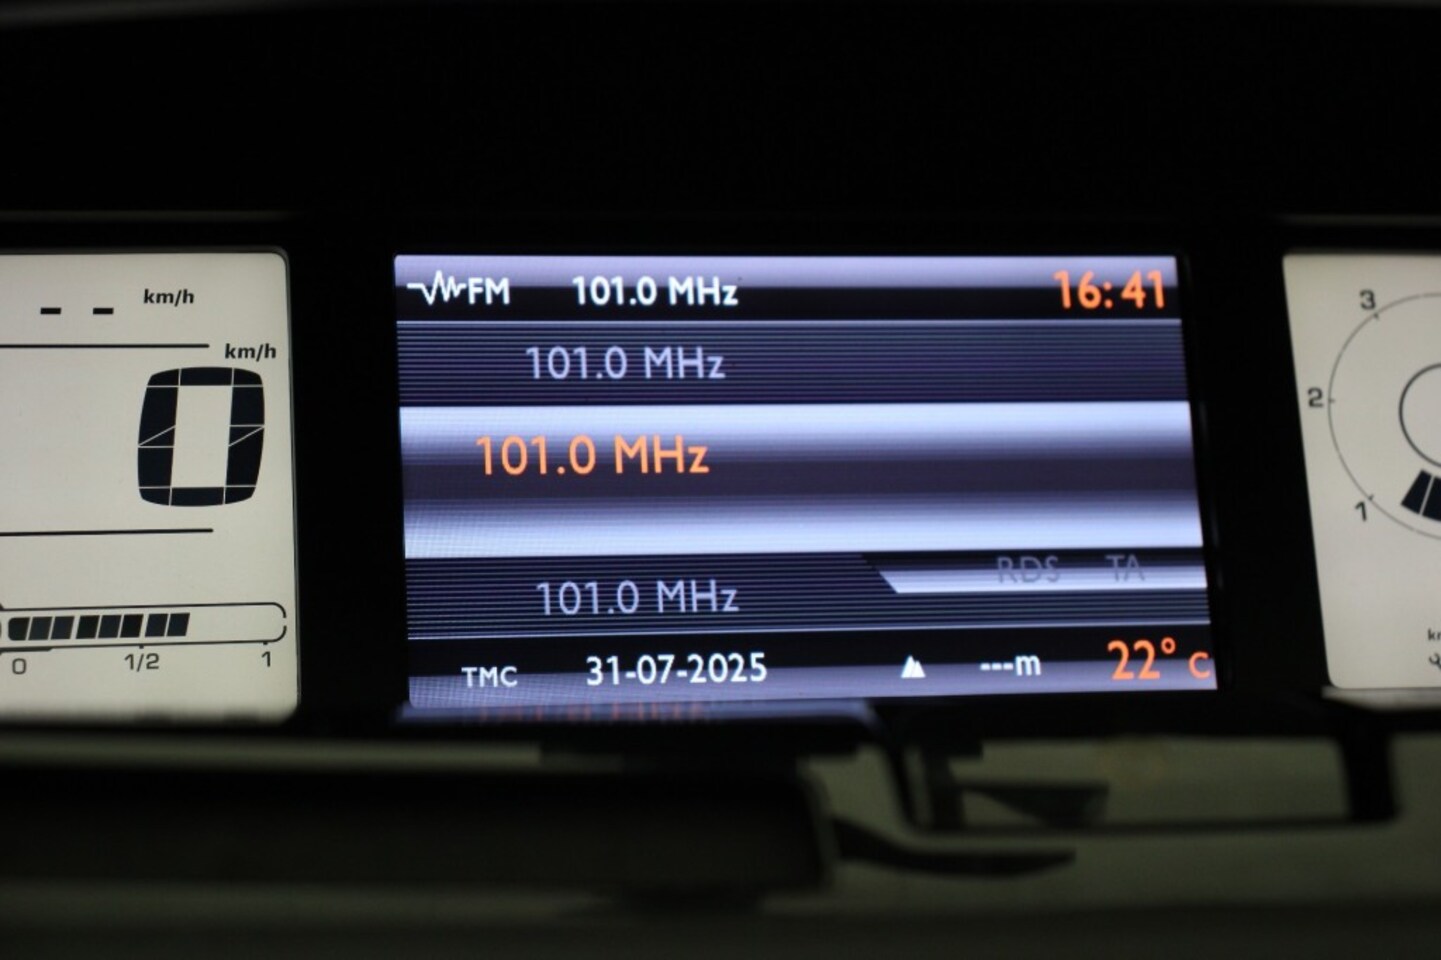 -- km/h
km/h
0
0 1/2 1
FM 101.0 MHz 16:41
101.0 MHz
101.0 MHz
RDS TA
101.0 MHz
TMC 31-07-2025 ---m 22° C
3
2
1